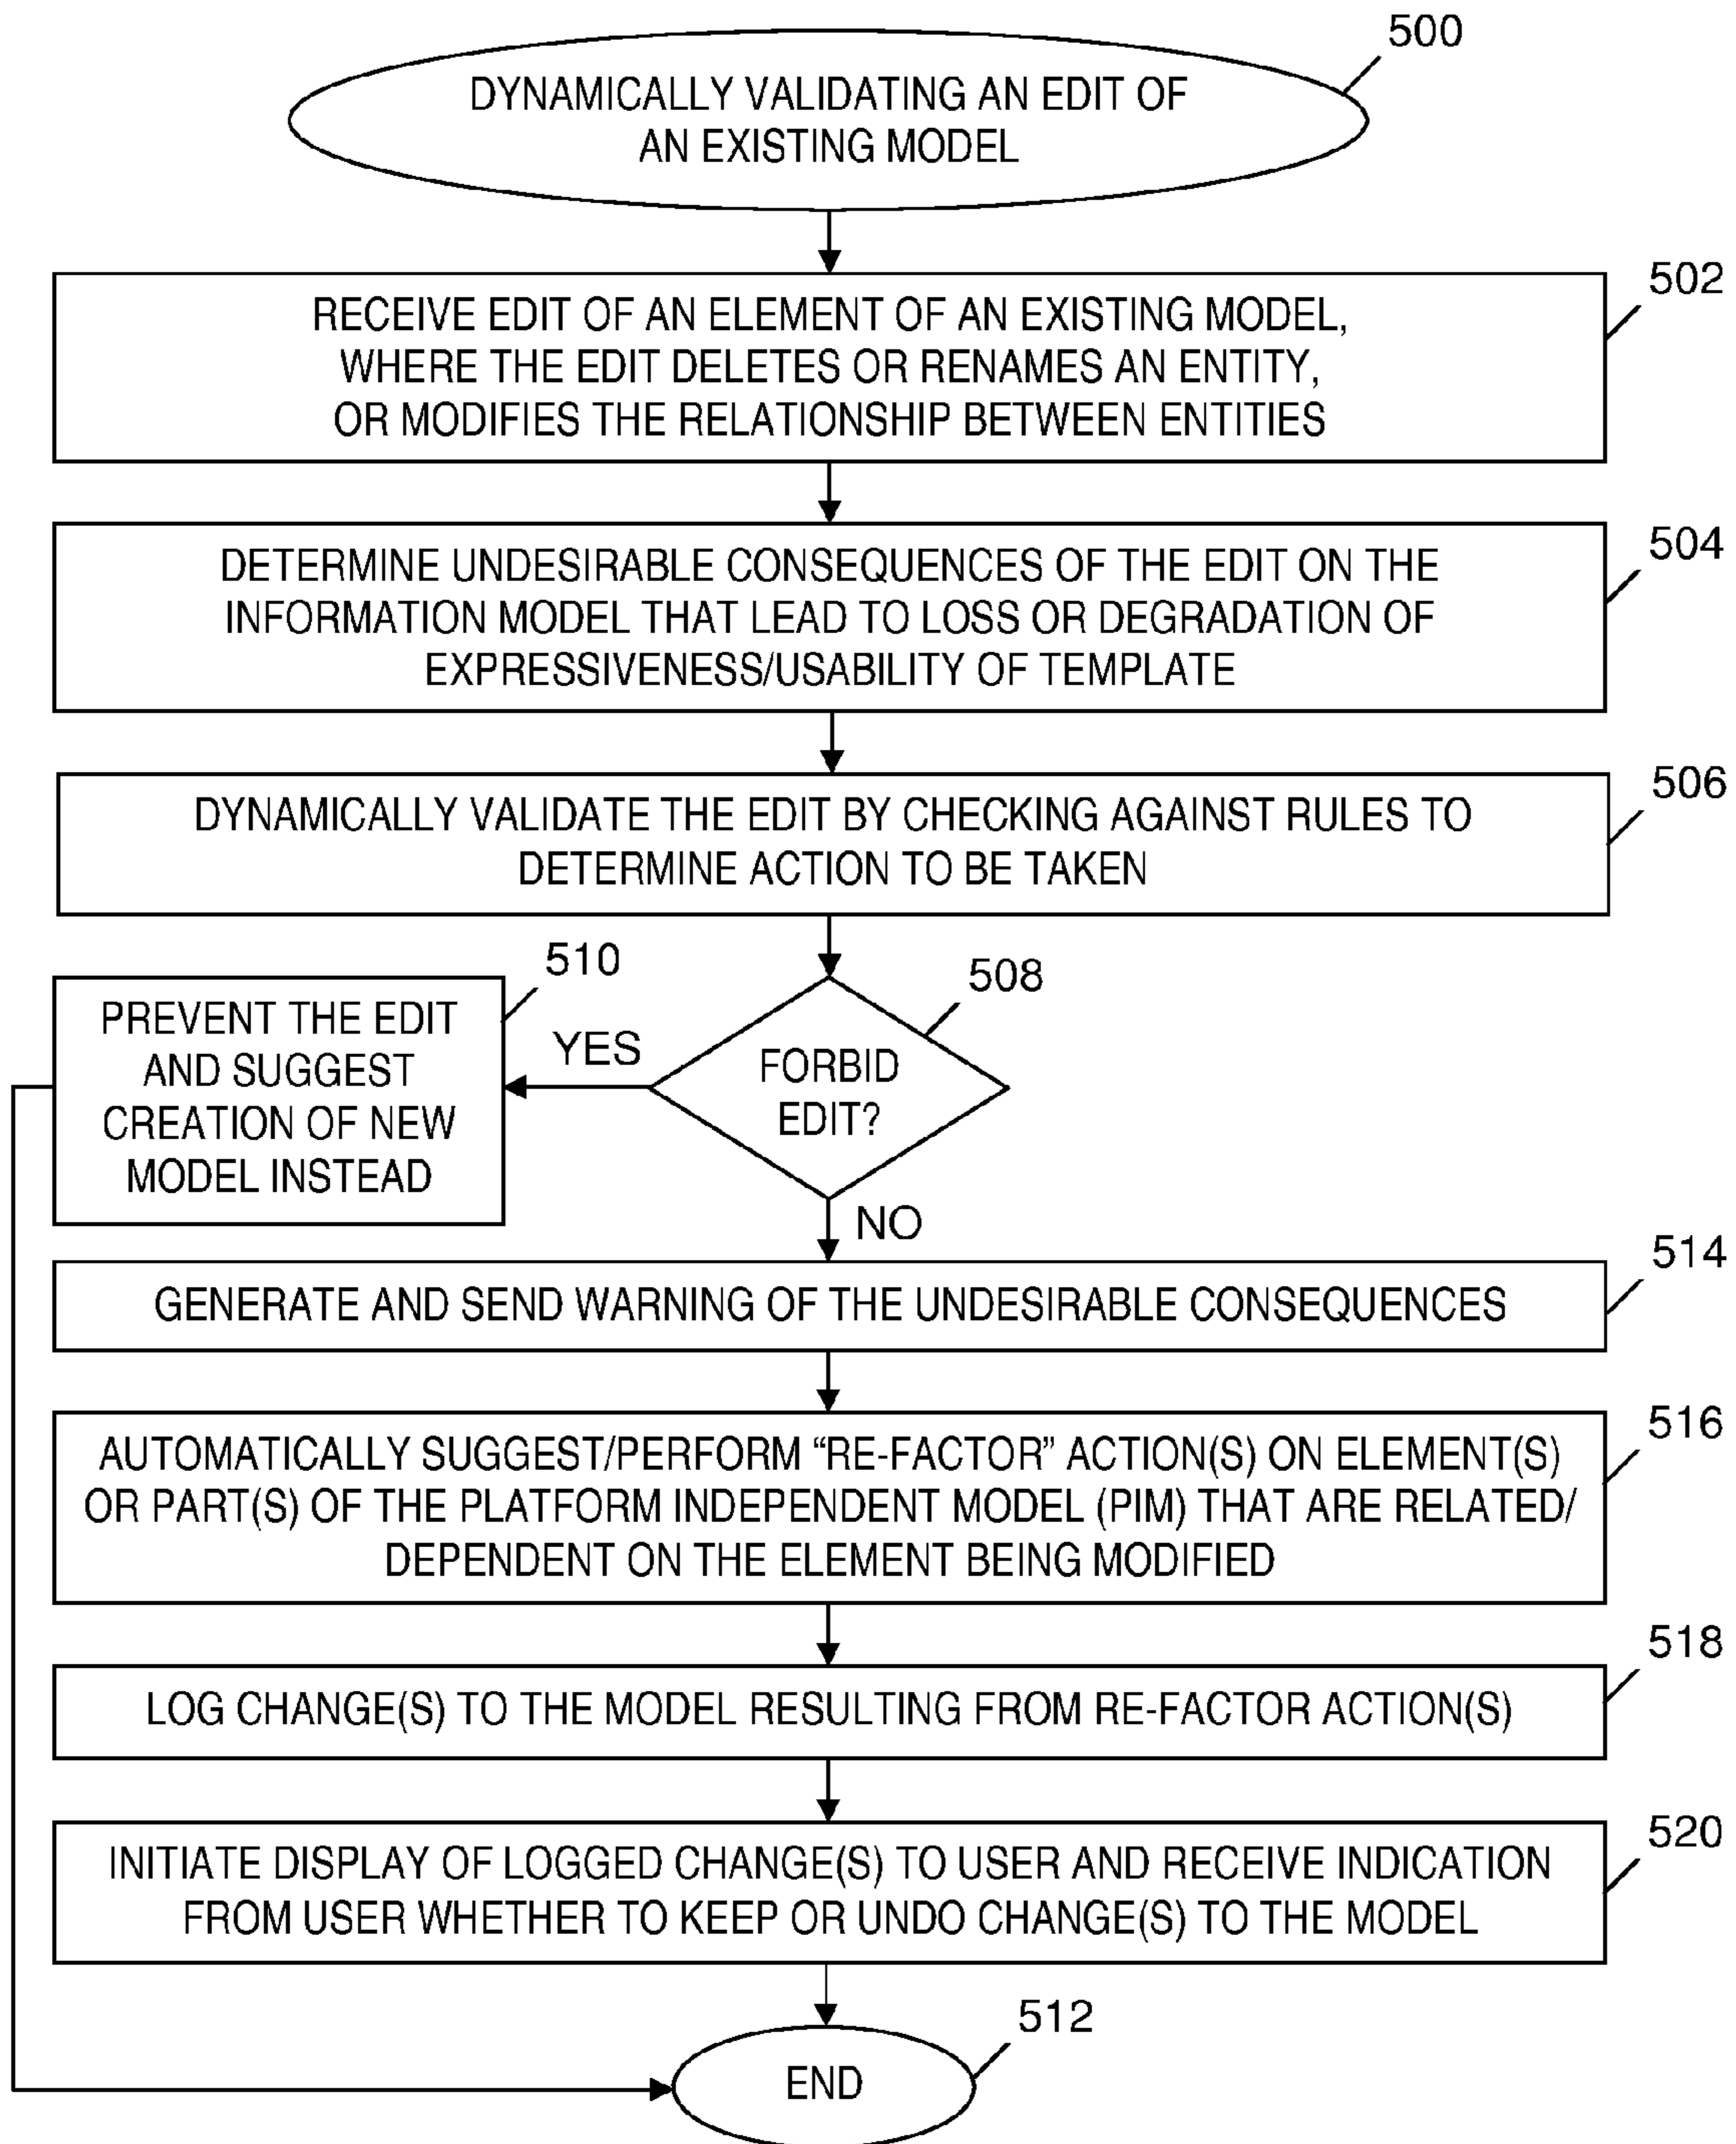 500
DYNAMICALLY VALIDATING AN EDIT OF
AN EXISTING MODEL
502
RECEIVE EDIT OF AN ELEMENT OF AN EXISTING MODEL,
WHERE THE EDIT DELETES OR RENAMES AN ENTITY,
OR MODIFIES THE RELATIONSHIP BETWEEN ENTITIES
504
DETERMINE UNDESIRABLE CONSEQUENCES OF THE EDIT ON THE
INFORMATION MODEL THAT LEAD TO LOSS OR DEGRADATION OF
EXPRESSIVENESS/USABILITY OF TEMPLATE
506
DYNAMICALLY VALIDATE THE EDIT BY CHECKING AGAINST RULES TO
DETERMINE ACTION TO BE TAKEN
510
PREVENT THE EDIT
AND SUGGEST
CREATION OF NEW
MODEL INSTEAD
YES
508
FORBID
EDIT?
NO
514
GENERATE AND SEND WARNING OF THE UNDESIRABLE CONSEQUENCES
516
AUTOMATICALLY SUGGEST/PERFORM “RE-FACTOR” ACTION(S) ON ELEMENT(S)
OR PART(S) OF THE PLATFORM INDEPENDENT MODEL (PIM) THAT ARE RELATED/
DEPENDENT ON THE ELEMENT BEING MODIFIED
518
LOG CHANGE(S) TO THE MODEL RESULTING FROM RE-FACTOR ACTION(S)
520
INITIATE DISPLAY OF LOGGED CHANGE(S) TO USER AND RECEIVE INDICATION
FROM USER WHETHER TO KEEP OR UNDO CHANGE(S) TO THE MODEL
512
END